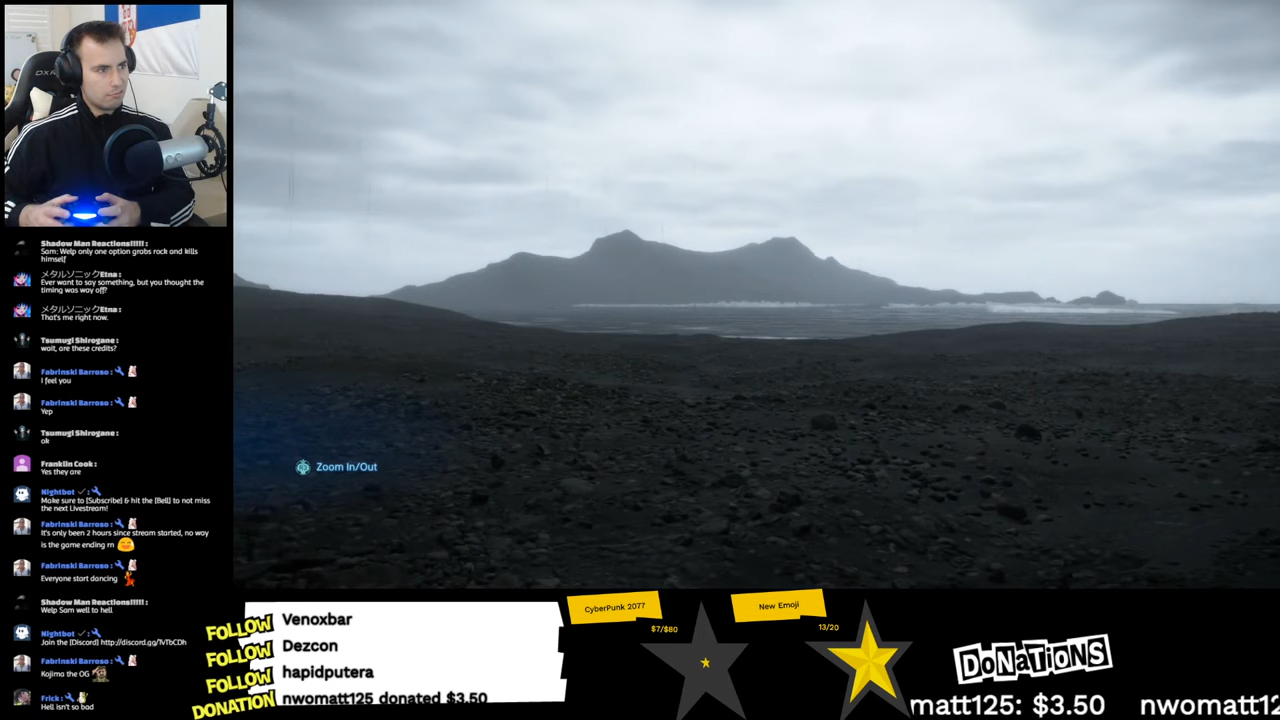 DXR
Shadow Man Reactions!!!!! :
Sam: Welp only one option grabs rock and kills
himself
メタルソニックEtna :
Ever want to say something, but you thought the
timing was way off?
メタルソニックEtna :
That's me right now.
Tsumugi Shirogane :
wait, are these credits?
Fabrinski Barroso :
I feel you
Fabrinski Barroso :
Yep
Tsumugi Shirogane :
ok
Franklin Cook :
Yes they are
Nightbot ✓ :
Make sure to [Subscribe] & hit the [Bell] to not miss
the next Livestream!
Fabrinski Barroso :
It's only been 2 hours since stream started, no way
is the game ending rn
Fabrinski Barroso :
Everyone start dancing
Shadow Man Reactions!!!!! :
Welp Sam well to hell
Nightbot ✓ :
Join the [Discord] http://discord.gg/TVTbCDh
Fabrinski Barroso :
Kojima the OG
Frick :
Hell isn't so bad
Zoom In/Out
FOLLOW Venoxbar
FOLLOW Dezcon
FOLLOW hapidputera
DONATION nwomatt125 donated $3.50
CyberPunk 2077
$7/$80
New Emoji
13/20
DoNaTiONS
matt125: $3.50 nwomatt12